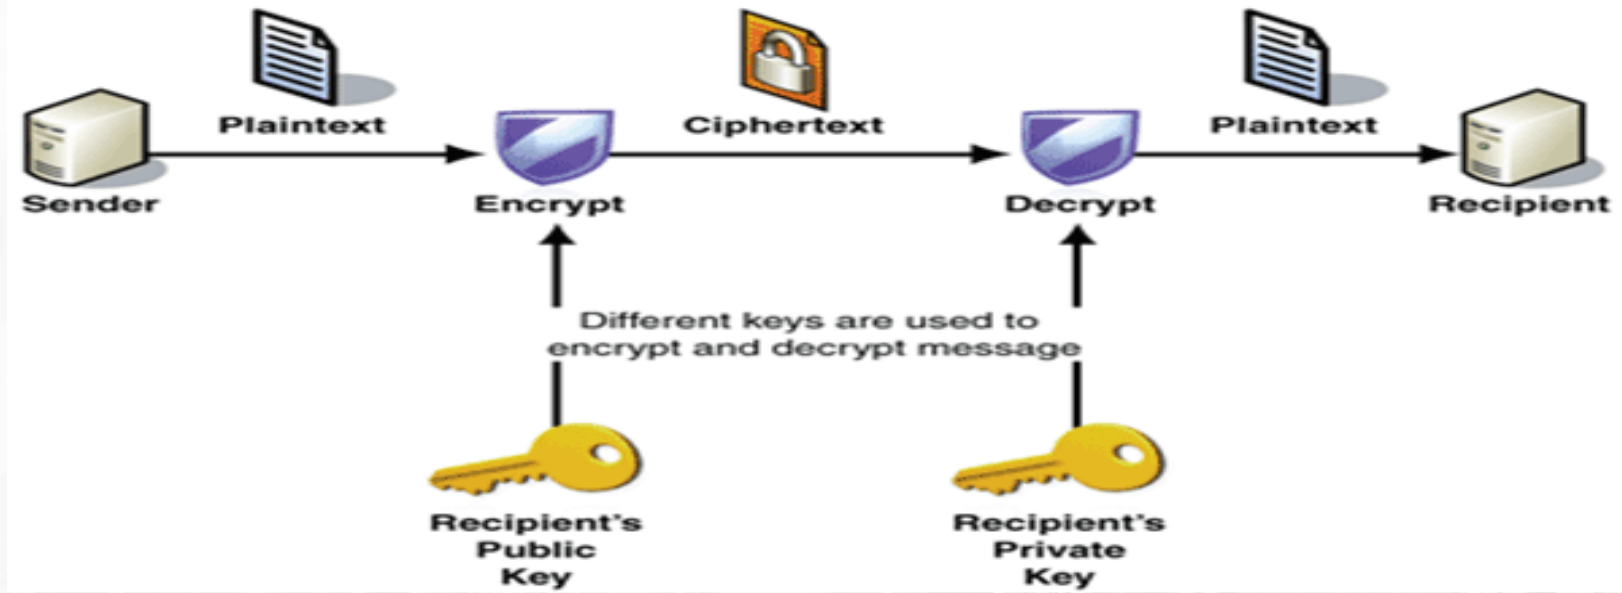 Plaintext
Ciphertext
Plaintext
Sender
Encrypt
Decrypt
Recipient
Different keys are used to
encrypt and decrypt message
Recipient's
Public
Key
Recipient's
Private
Key